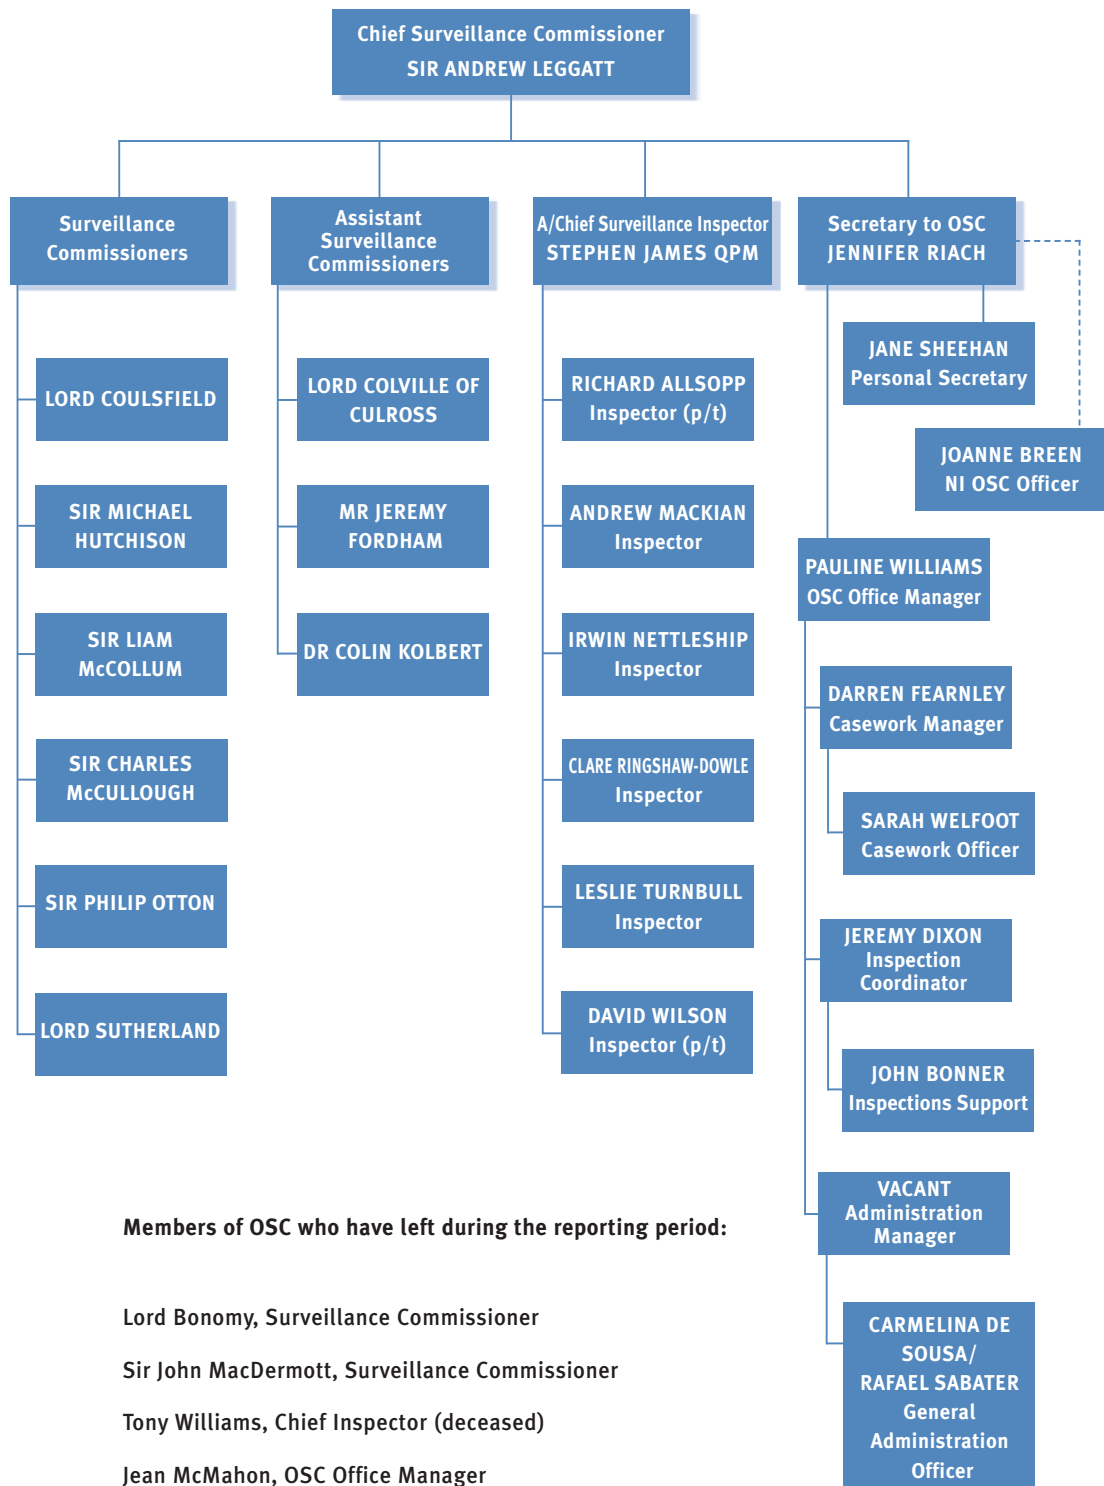 Chief Surveillance Commissioner
SIR ANDREW LEGGATT
Surveillance
Commissioners
LORD COULSFIELD
SIR MICHAEL
HUTCHISON
SIR LIAM
McCOLLUM
SIR CHARLES
McCULLOUGH
SIR PHILIP OTTON
LORD SUTHERLAND
Assistant
Surveillance
Commissioners
LORD COLVILLE OF
CULROSS
MR JEREMY
FORDHAM
DR COLIN KOLBERT
A/Chief Surveillance Inspector
STEPHEN JAMES QPM
RICHARD ALLSOPP
Inspector (p/t)
ANDREW MACKIAN
Inspector
IRWIN NETTLESHIP
Inspector
CLARE RINGSHAW-DOWLE
Inspector
LESLIE TURNBULL
Inspector
DAVID WILSON
Inspector (p/t)
Secretary to OSC
JENNIFER RIACH
JANE SHEEHAN
Personal Secretary
JOANNE BREEN
NI OSC Officer
PAULINE WILLIAMS
OSC Office Manager
DARREN FEARNLEY
Casework Manager
SARAH WELFOOT
Casework Officer
JEREMY DIXON
Inspection
Coordinator
JOHN BONNER
Inspections Support
VACANT
Administration
Manager
CARMELINA DE
SOUSA/
RAFAEL SABATER
General
Administration
Officer
Members of OSC who have left during the reporting period:
Lord Bonomy, Surveillance Commissioner
Sir John MacDermott, Surveillance Commissioner
Tony Williams, Chief Inspector (deceased)
Jean McMahon, OSC Office Manager